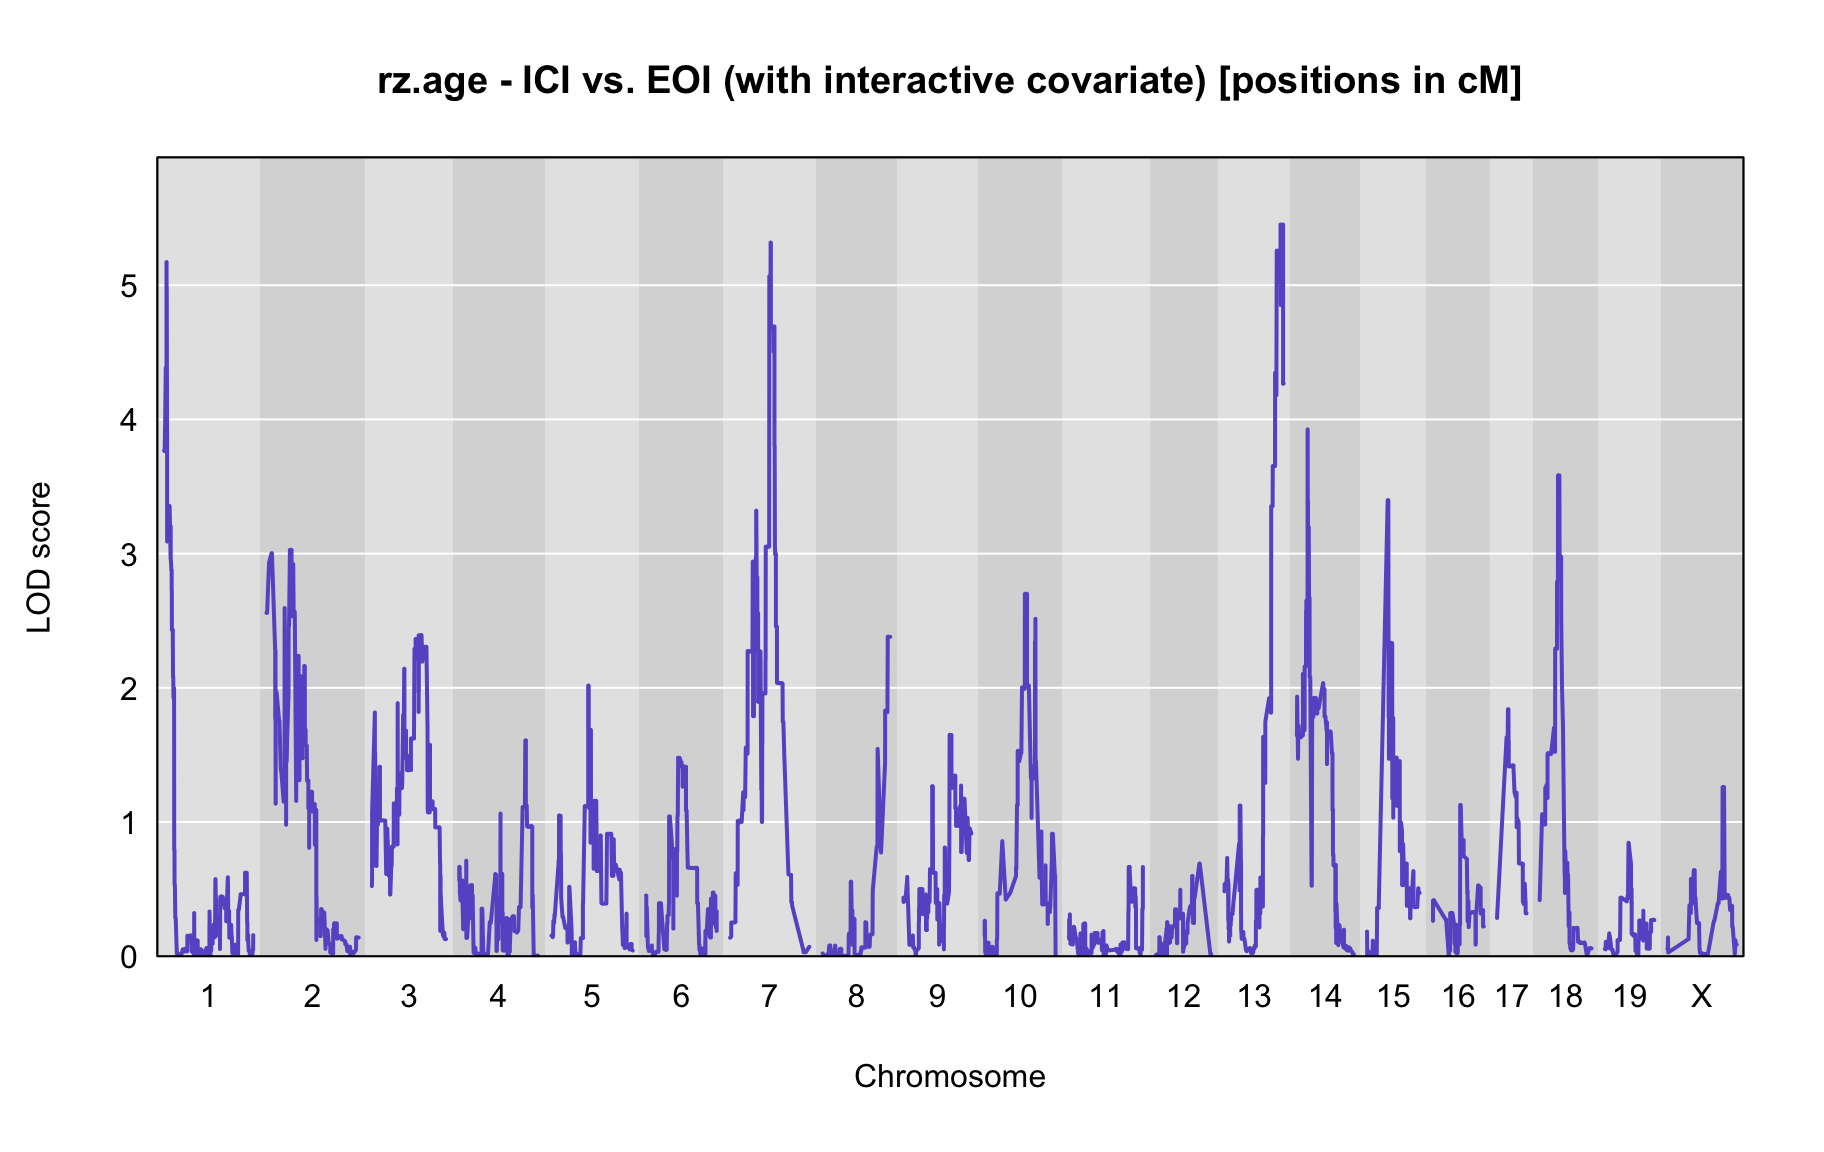 rz.age - ICI vs. EOI (with interactive covariate) [positions in cM]
LOD score
5
4
3
2
1
0
1 2 3 4 5 6 7 8 9 10 11 12 13 14 15 16 17 18 19 X
Chromosome